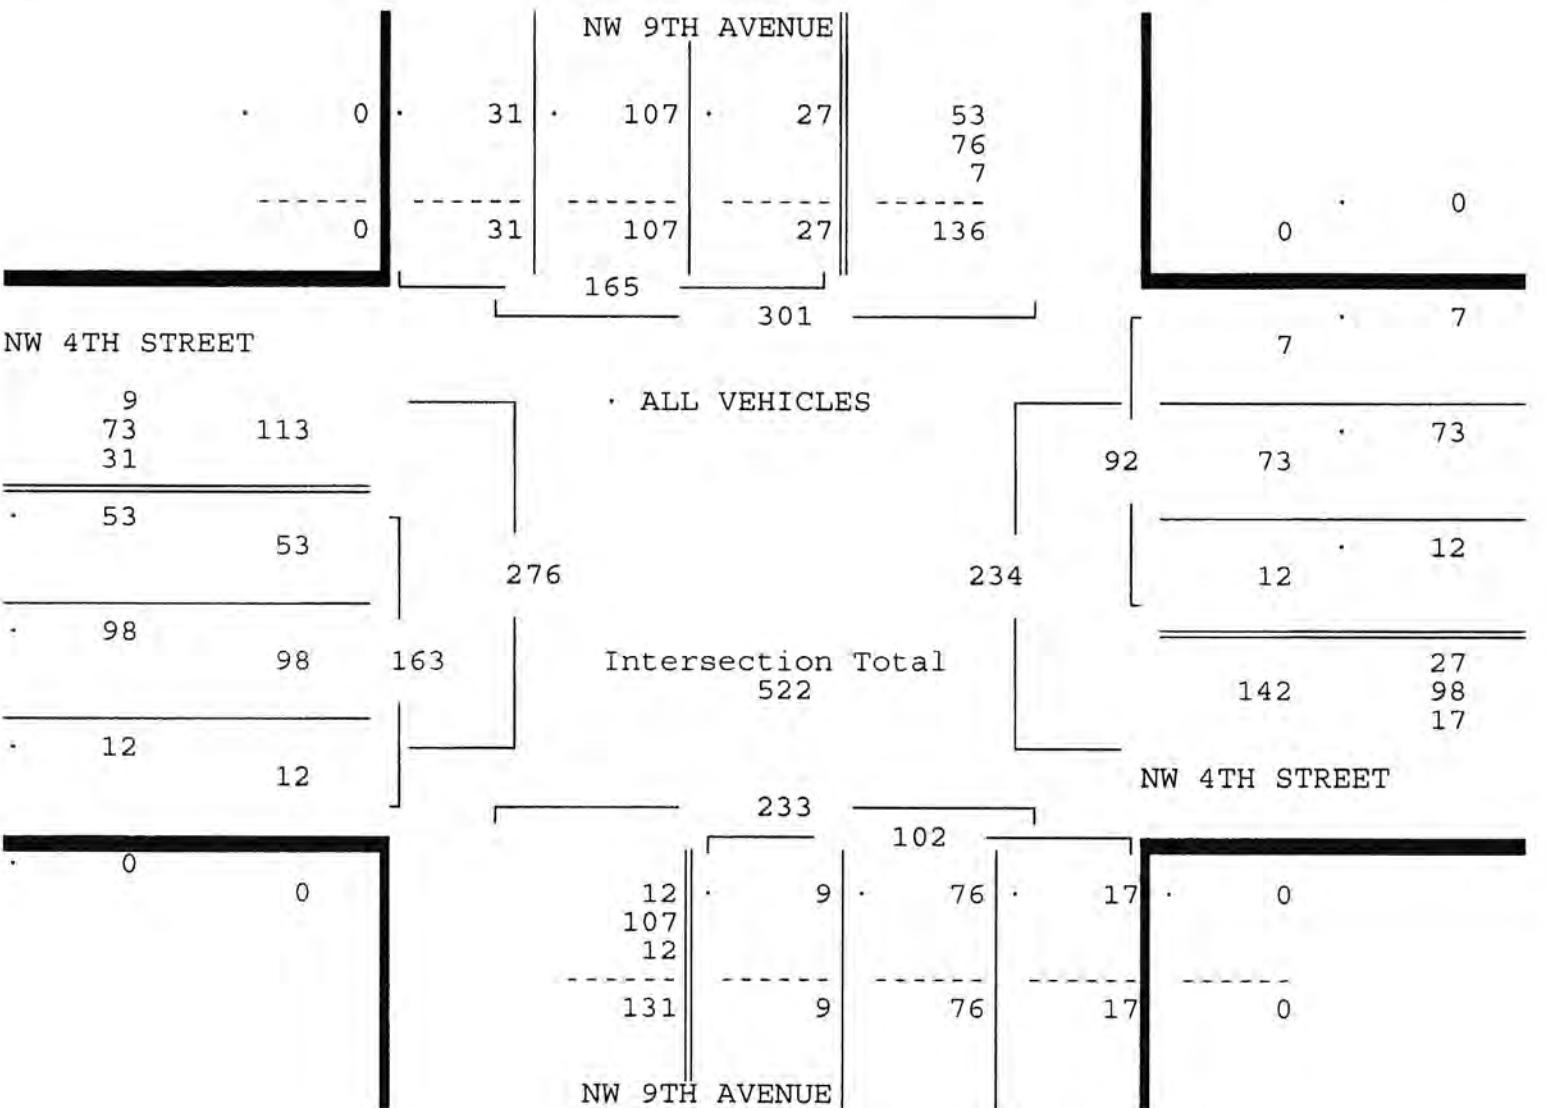 NW 9TH AVENUE
0 31 107 27 53
76
7
0
0 31 107 27 136 0
165
301 7
NW 4TH STREET 7
9 · ALL VEHICLES
73 113 73
31 92 73
53
53 12
276 234 12
98
98 163 Intersection Total 27
522 142 98
17
12
12 NW 4TH STREET
233
102
0
0 12 9 76 17 0
107
12
131 9 76 17 0
NW 9TH AVENUE